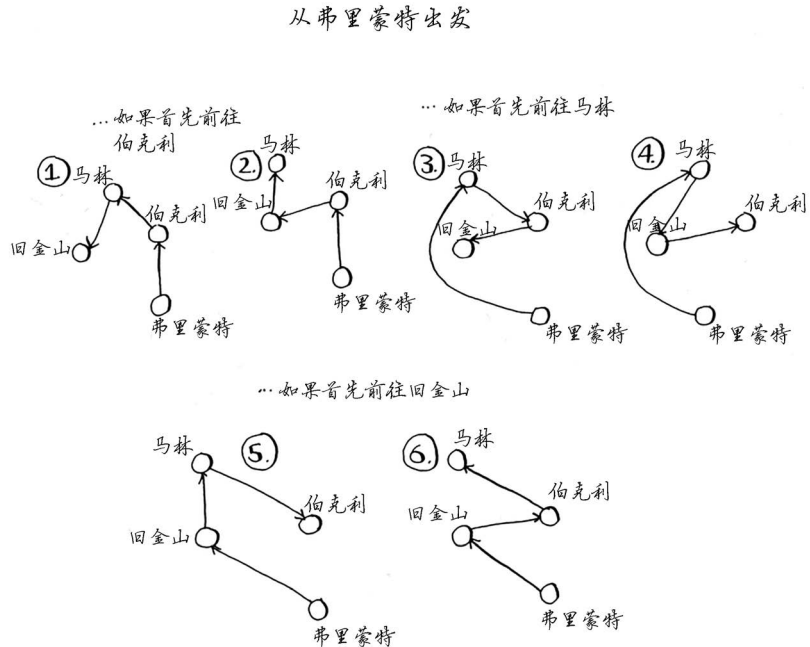 从弗里蒙特出发
...如果首先前往
伯克利
...如果首先前往马林
1.
马林
伯克利
旧金山
弗里蒙特
2.
马林
伯克利
旧金山
弗里蒙特
3.
马林
伯克利
旧金山
弗里蒙特
4.
马林
伯克利
旧金山
弗里蒙特
...如果首先前往旧金山
5.
马林
伯克利
旧金山
弗里蒙特
6.
马林
伯克利
旧金山
弗里蒙特